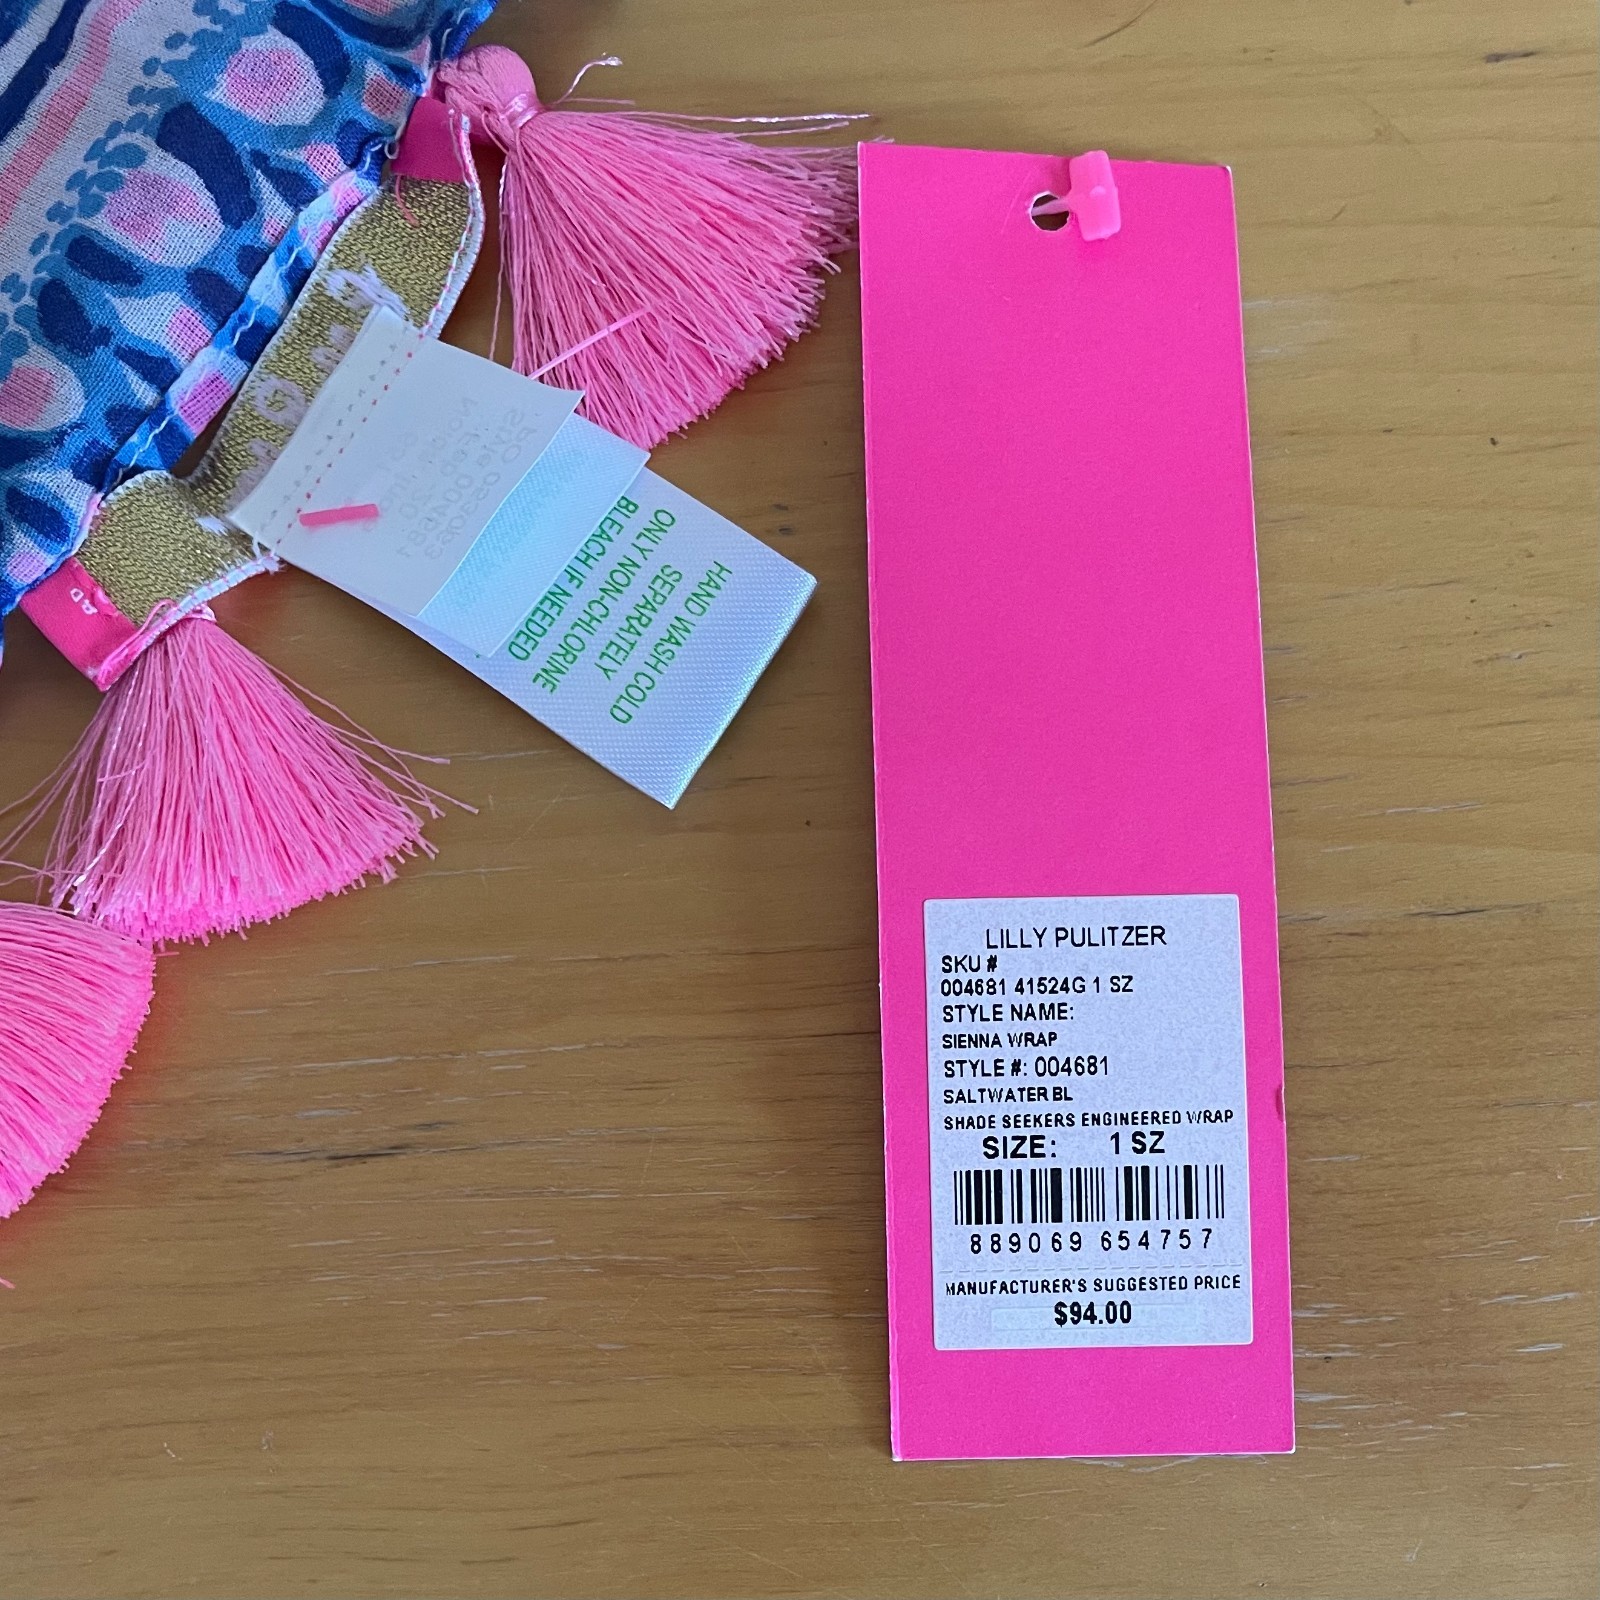 HAND WASH COLD
SEPARATELY
ONLY NON-CHLORINE
BLEACH IF NEEDED
LILLY PULITZER
SKU #
004681 41524G 1 SZ
STYLE NAME:
SIENNA WRAP
STYLE #: 004681
SALTWATER BL
SHADE SEEKERS ENGINEERED WRAP
SIZE: 1 SZ
889069 654757
MANUFACTURER'S SUGGESTED PRICE
$94.00